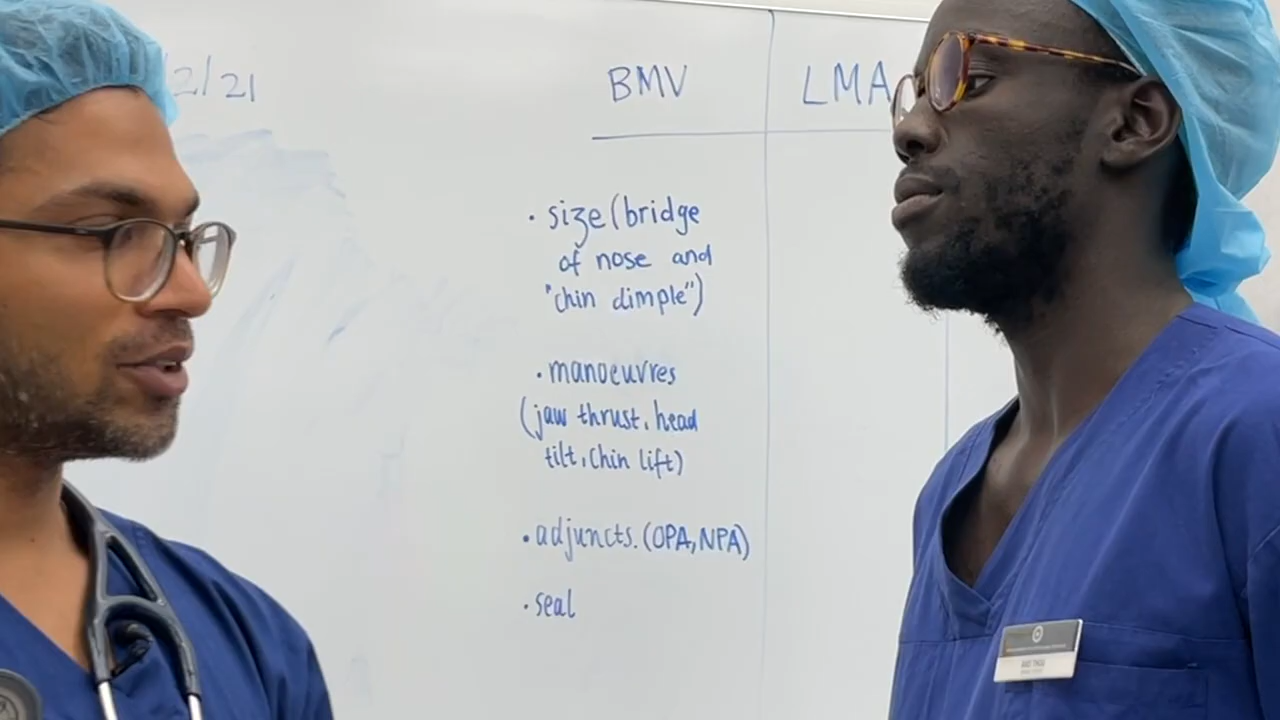 2/21
BMV
LMA
· size (bridge
of nose and
"chin dimple")
· manoeuvres
(jaw thrust, head
tilt, chin lift)
· adjuncts. (OPA, NPA)
· seal